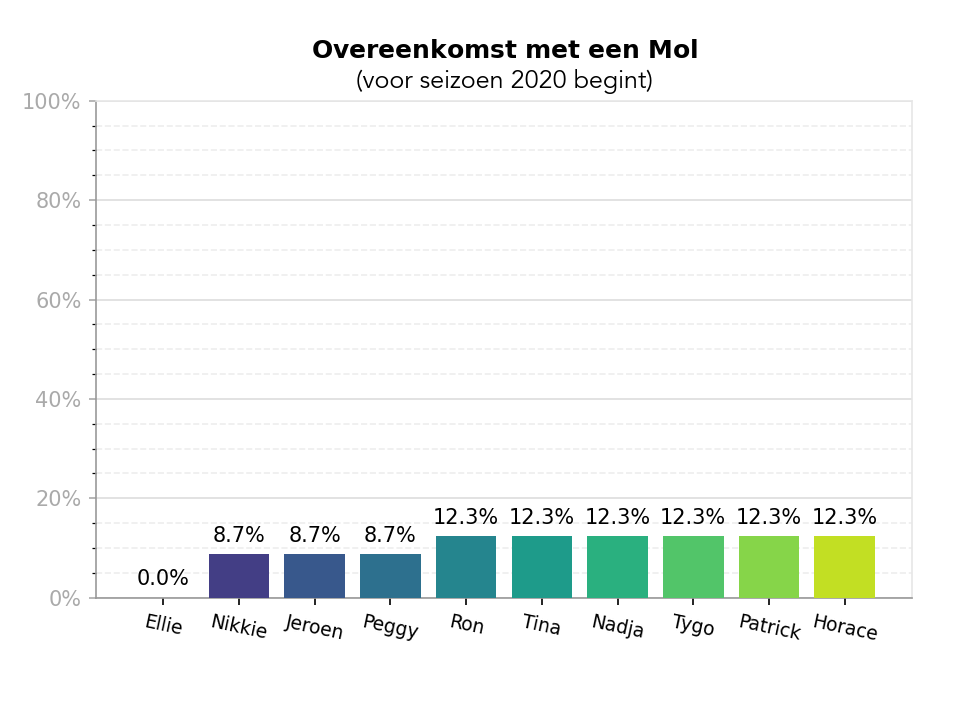 Overeenkomst met een Mol
(voor seizoen 2020 begint)
100%
80%
60%
40%
20%
0%
0.0%
8.7%
8.7%
8.7%
12.3%
12.3%
12.3%
12.3%
12.3%
12.3%
Ellie
Nikkie
Jeroen
Peggy
Ron
Tina
Nadja
Tygo
Patrick
Horace